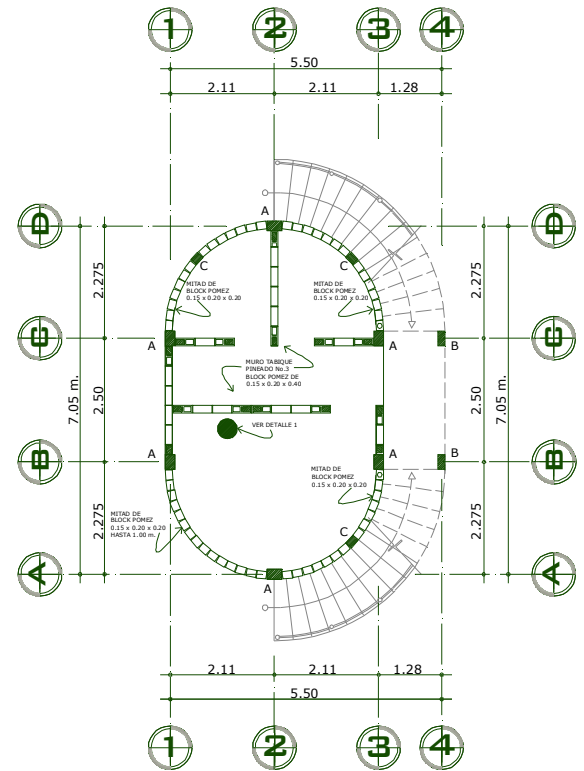 1 2 3 4
5.50
2.11 2.11 1.28
A
D D
C C
2.275 2.275
MITAD DE
BLOCK POMEZ
0.15 x 0.20 x 0.20
MITAD DE
BLOCK POMEZ
0.15 x 0.20 x 0.20
C C
A A B
MURO TABIQUE
PINEADO No.3
BLOCK POMEZ DE
0.15 x 0.20 x 0.40
7.05 m. 2.50 2.50 7.05 m.
VER DETALLE 1
A A B
B B
MITAD DE
BLOCK POMEZ
0.15 x 0.20 x 0.20
MITAD DE
BLOCK POMEZ
0.15 x 0.20 x 0.20
HASTA 1.00 m.
2.275 2.275
C
A A
A
2.11 2.11 1.28
5.50
1 2 3 4